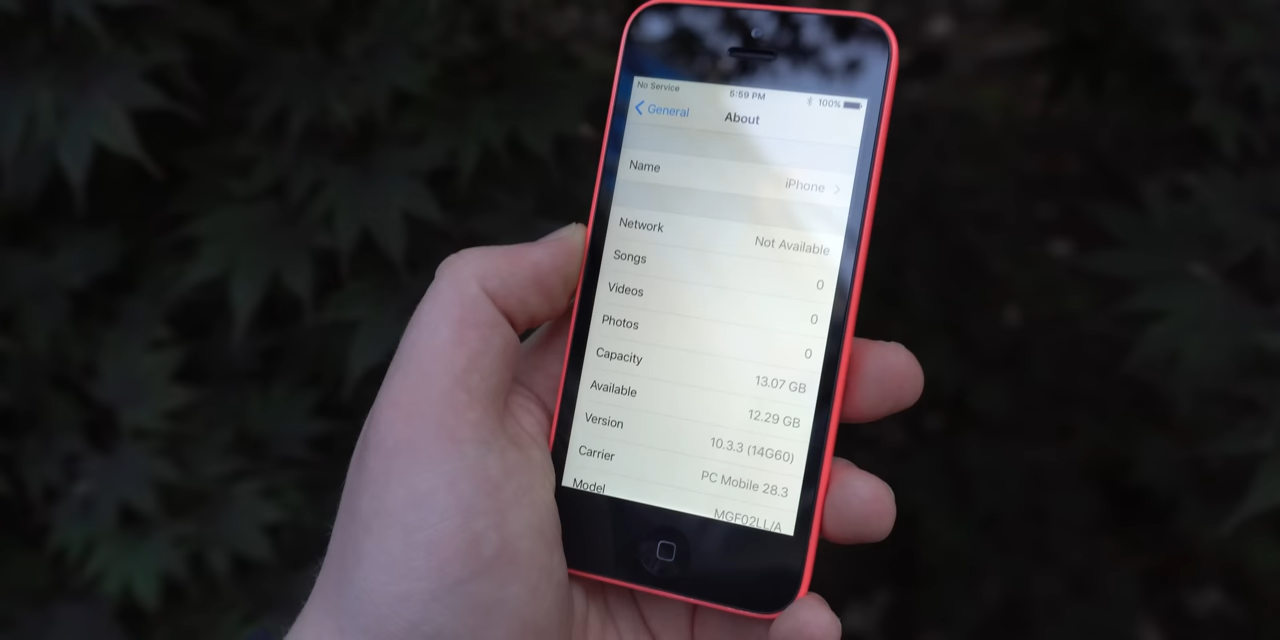 No Service 5:59 PM 100%
General About
Name iPhone
Network Not Available
Songs 0
Videos 0
Photos 0
Capacity 13.07 GB
Available 12.29 GB
Version 10.3.3 (14G60)
Carrier PC Mobile 28.3
Model MGF02LL/A